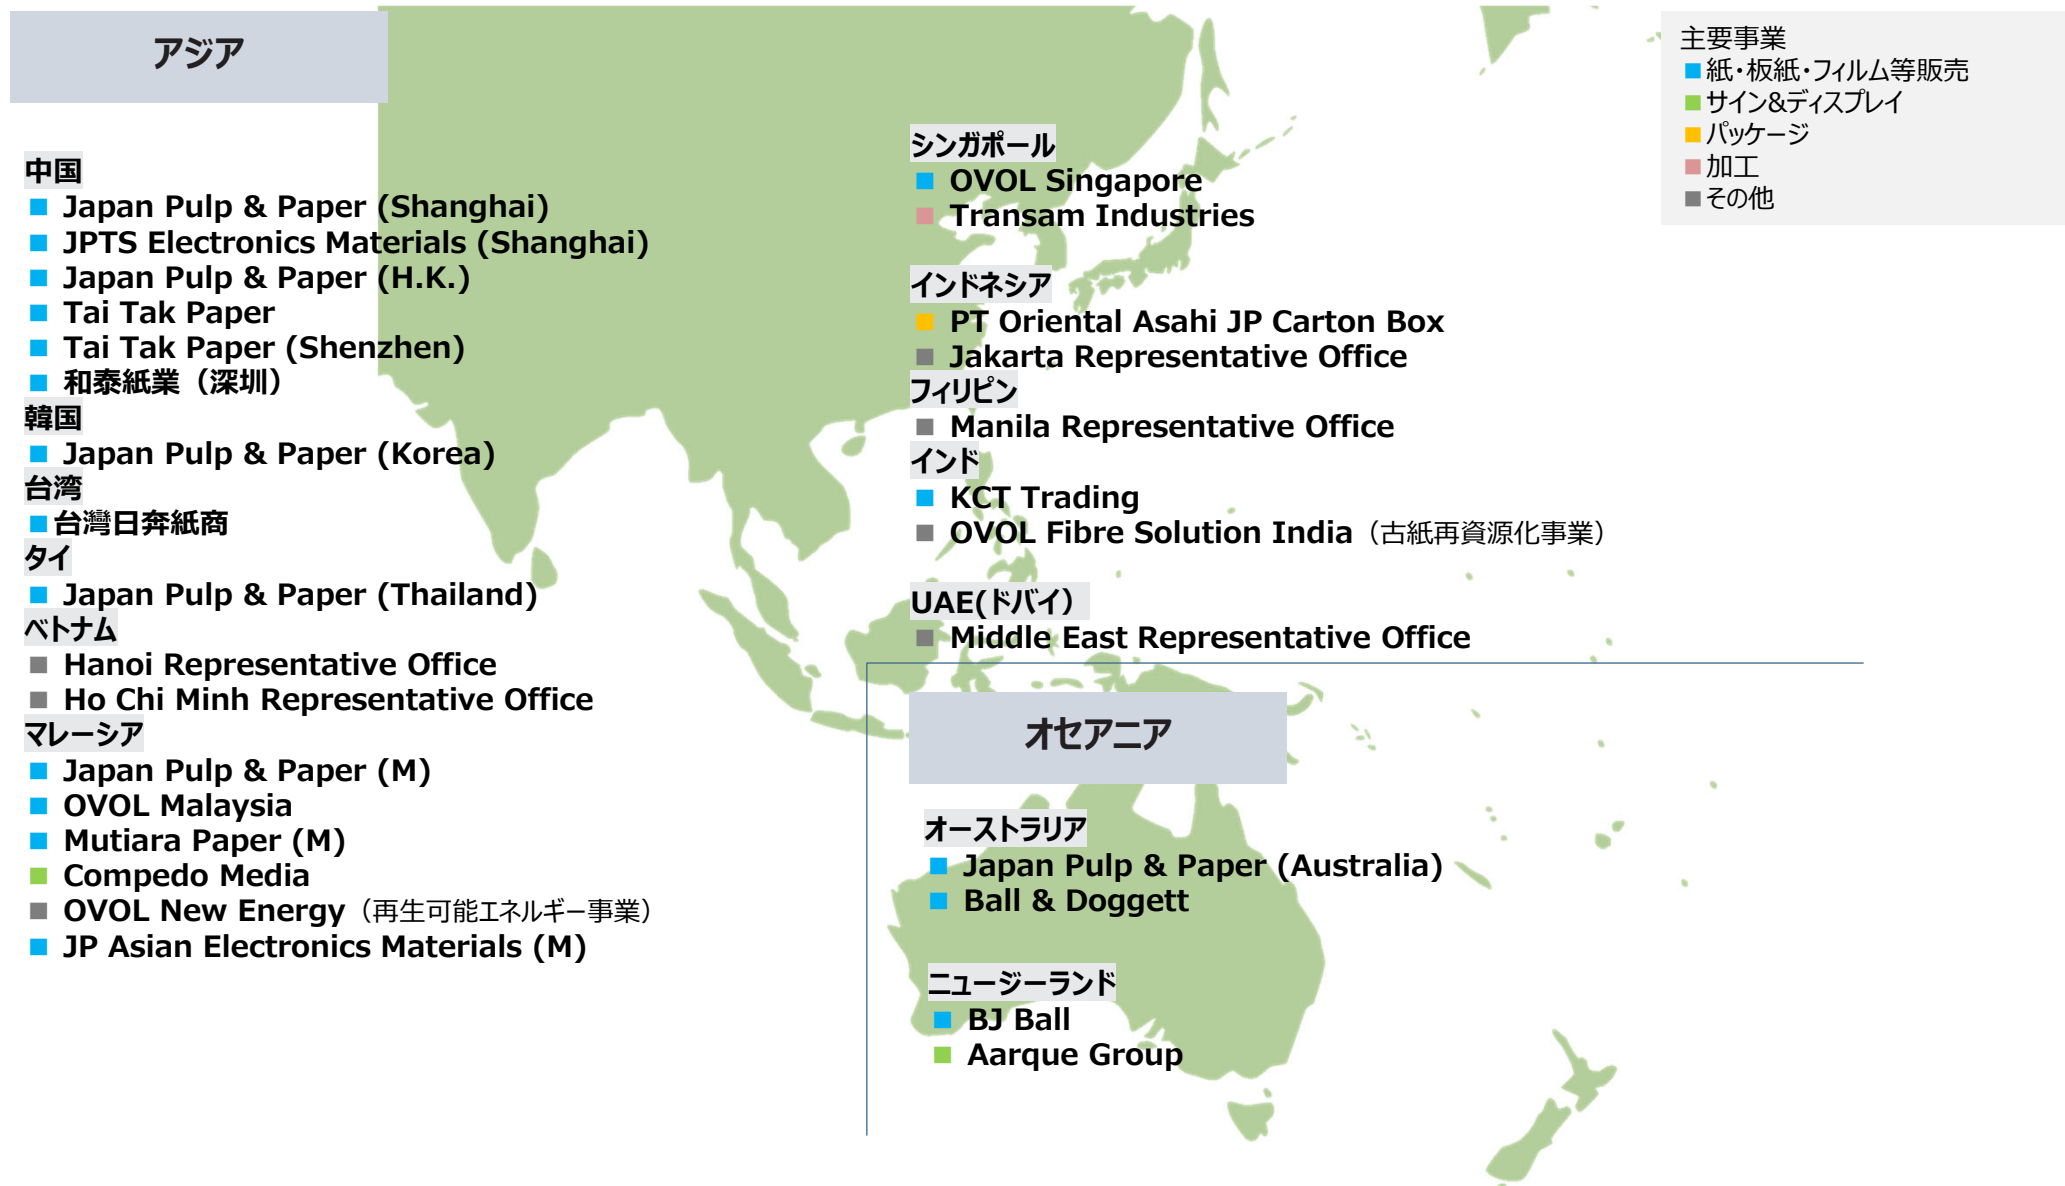 アジア
中国
Japan Pulp & Paper (Shanghai)
JPTS Electronics Materials (Shanghai)
Japan Pulp & Paper (H.K.)
Tai Tak Paper
Tai Tak Paper (Shenzhen)
和泰紙業（深圳）
韓国
Japan Pulp & Paper (Korea)
台湾
台灣日奔紙商
タイ
Japan Pulp & Paper (Thailand)
ベトナム
Hanoi Representative Office
Ho Chi Minh Representative Office
マレーシア
Japan Pulp & Paper (M)
OVOL Malaysia
Mutiara Paper (M)
Compedo Media
OVOL New Energy（再生可能エネルギー事業）
JP Asian Electronics Materials (M)
シンガポール
OVOL Singapore
Transam Industries
インドネシア
PT Oriental Asahi JP Carton Box
Jakarta Representative Office
フィリピン
Manila Representative Office
インド
KCT Trading
OVOL Fibre Solution India（古紙再資源化事業）
UAE(ドバイ）
Middle East Representative Office
オセアニア
オーストラリア
Japan Pulp & Paper (Australia)
Ball & Doggett
ニュージーランド
BJ Ball
Aarque Group
主要事業
紙・板紙・フィルム等販売
サイン&ディスプレイ
パッケージ
加工
その他